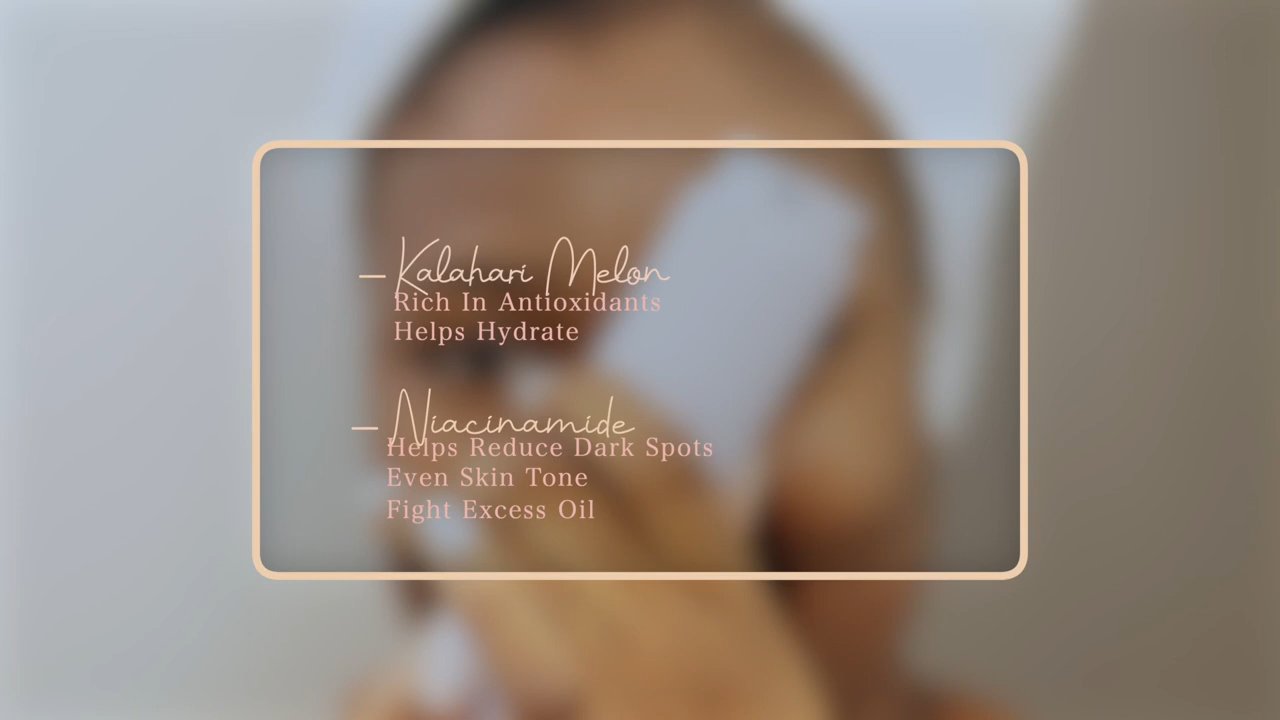 – Kalahari Melon
Rich In Antioxidants
Helps Hydrate
– Niacinamide
Helps Reduce Dark Spots
Even Skin Tone
Fight Excess Oil